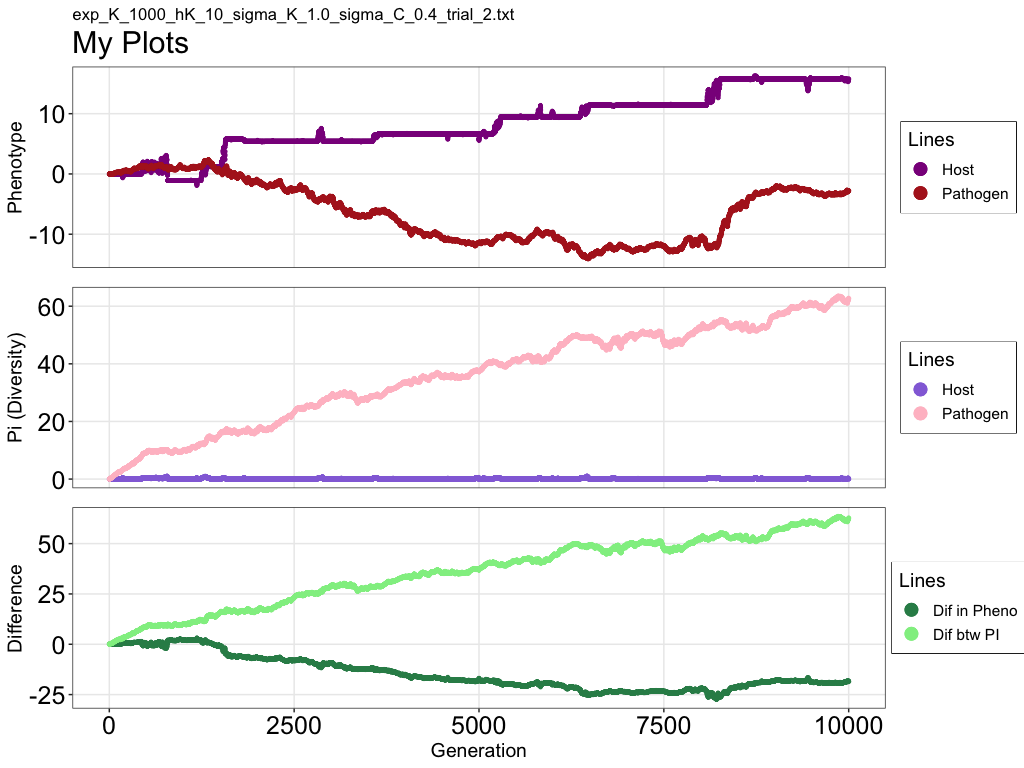 exp_K_1000_hK_10_sigma_K_1.0_sigma_C_0.4_trial_2.txt
My Plots
Phenotype
10
0
-10
Lines
Host
Pathogen
Pi (Diversity)
60
40
20
0
Lines
Host
Pathogen
Difference
50
25
0
-25
Lines
Dif in Pheno
Dif btw PI
0 2500 5000 7500 10000
Generation